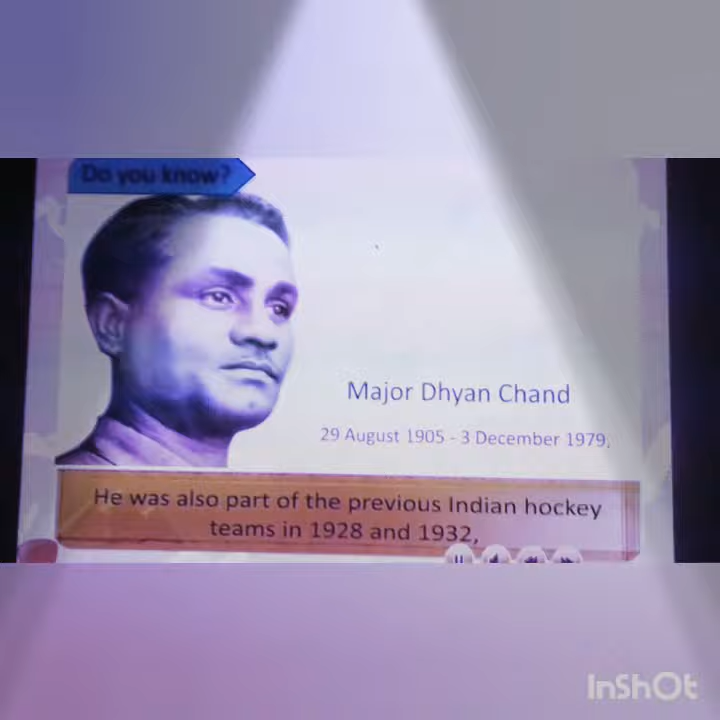 Do you know?
Major Dhyan Chand
29 August 1905 - 3 December 1979,
He was also part of the previous Indian hockey
teams in 1928 and 1932,
InShOt